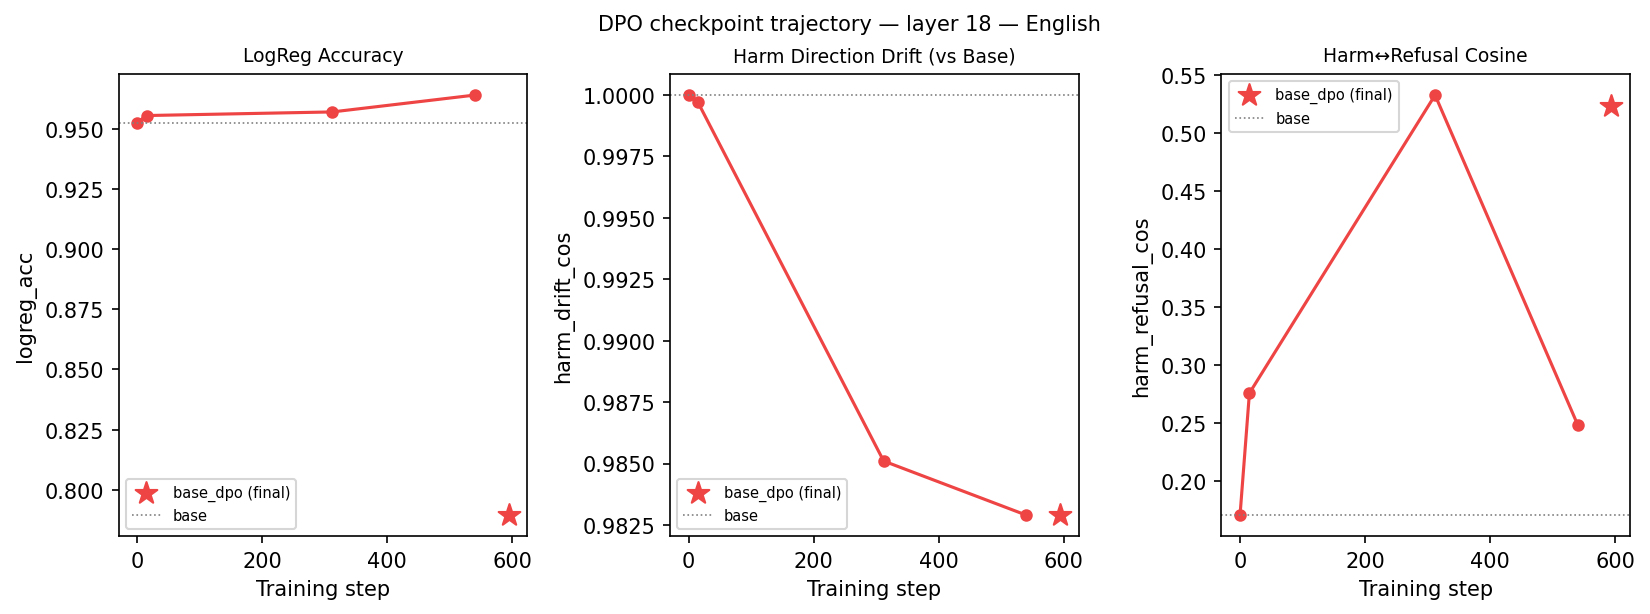 DPO checkpoint trajectory — layer 18 — English
LogReg Accuracy
logreg_acc
0.950
0.925
0.900
0.875
0.850
0.825
0.800
base_dpo (final)
base
0 200 400 600
Training step
Harm Direction Drift (vs Base)
harm_drift_cos
1.0000
0.9975
0.9950
0.9925
0.9900
0.9875
0.9850
0.9825
base_dpo (final)
base
0 200 400 600
Training step
Harm↔Refusal Cosine
harm_refusal_cos
0.55
0.50
0.45
0.40
0.35
0.30
0.25
0.20
base_dpo (final)
base
0 200 400 600
Training step